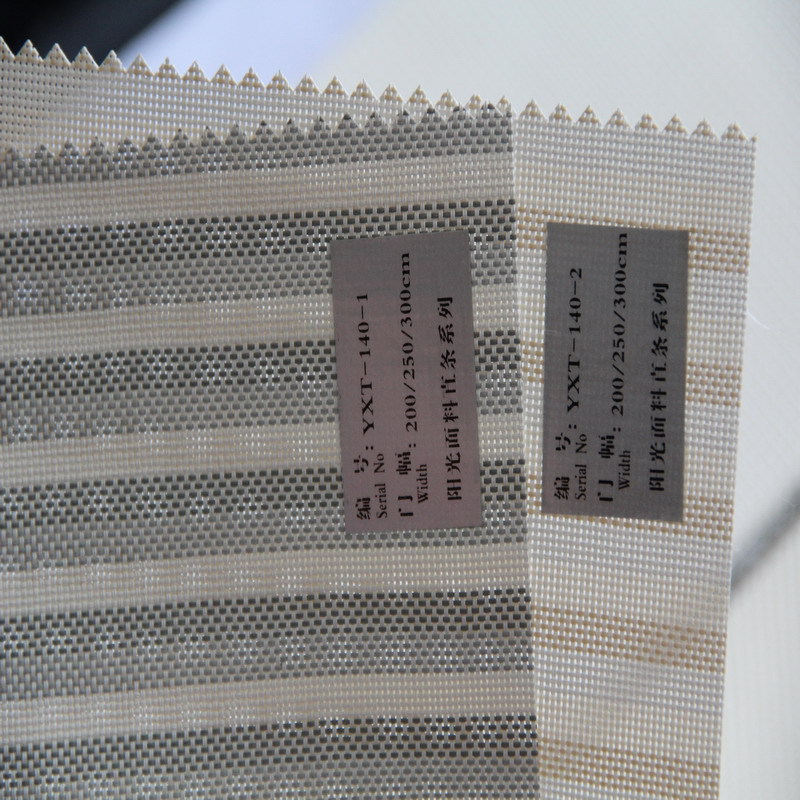 编 号: YXT-140-1
Serial No
门 幅: 200/250/300cm
Width
阳光面料直条系列
编 号: YXT-140-2
Serial No
门 幅: 200/250/300cm
Width
阳光面料直条系列